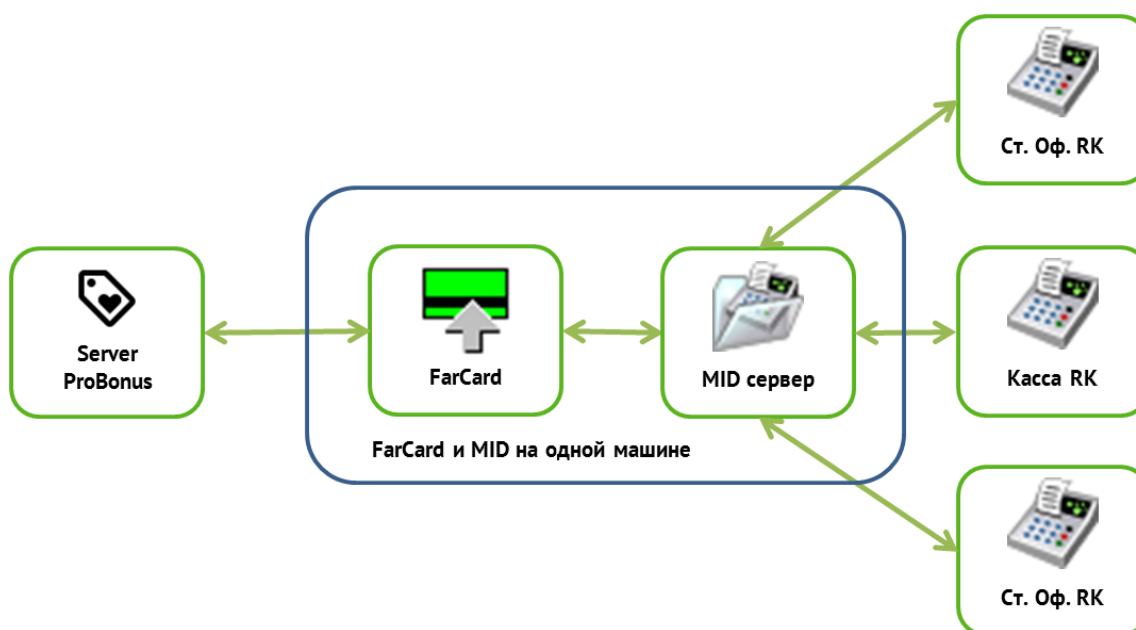 Ст. Оф. RK
Server
ProBonus
FarCard
MID сервер
Касса RK
FarCard и MID на одной машине
Ст. Оф. RK